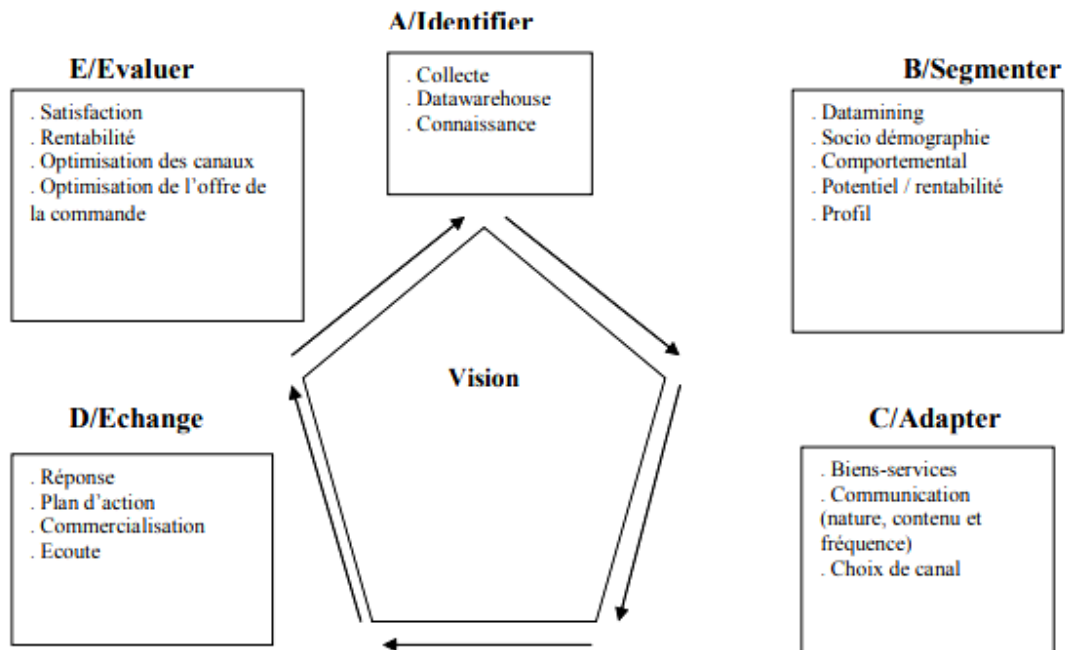 A/Identifier
. Collecte
. Datawarehouse
. Connaissance
E/Evaluer
. Satisfaction
. Rentabilité
. Optimisation des canaux
. Optimisation de l'offre de
la commande
B/Segmenter
. Datamining
. Socio démographie
. Comportemental
. Potentiel / rentabilité
. Profil
Vision
D/Echange
. Réponse
. Plan d'action
. Commercialisation
. Ecoute
C/Adapter
. Biens-services
. Communication
(nature, contenu et
fréquence)
. Choix de canal